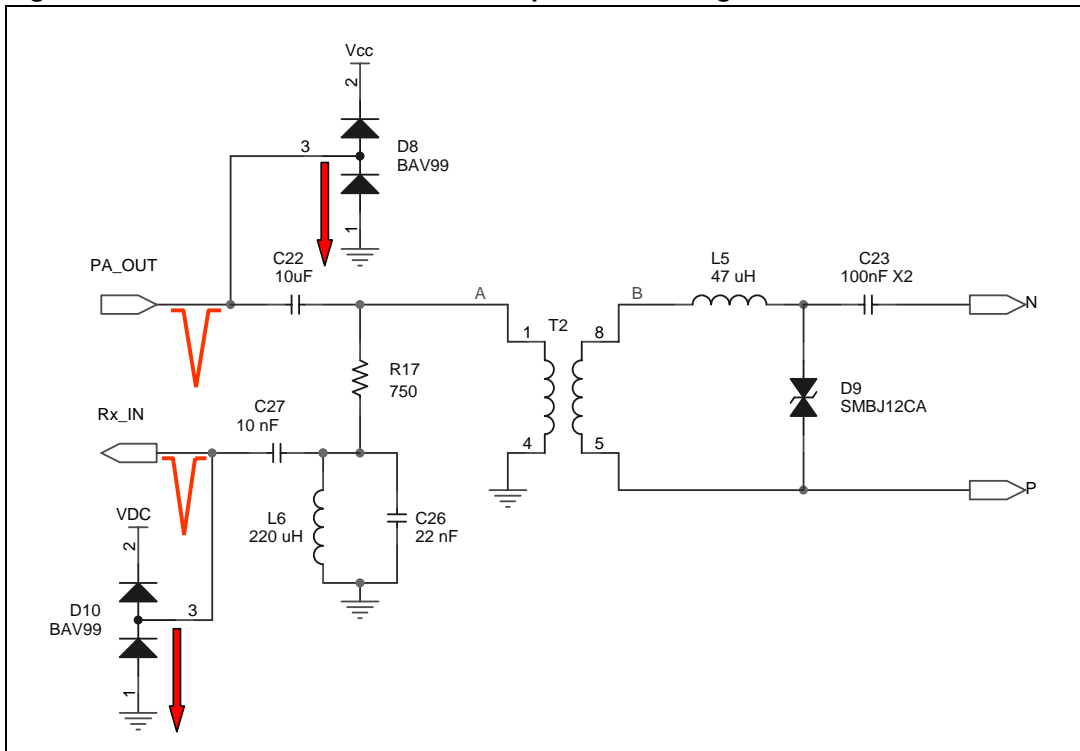 Vcc
2
D8
BAV99
3
1
PA_OUT
C22
10uF
A
B
L5
47 uH
C23
100nF X2
N
1
T2
8
R17
750
D9
SMBJ12CA
C27
10 nF
Rx_IN
4
5
P
VDC
2
L6
220 uH
C26
22 nF
D10
BAV99
3
1